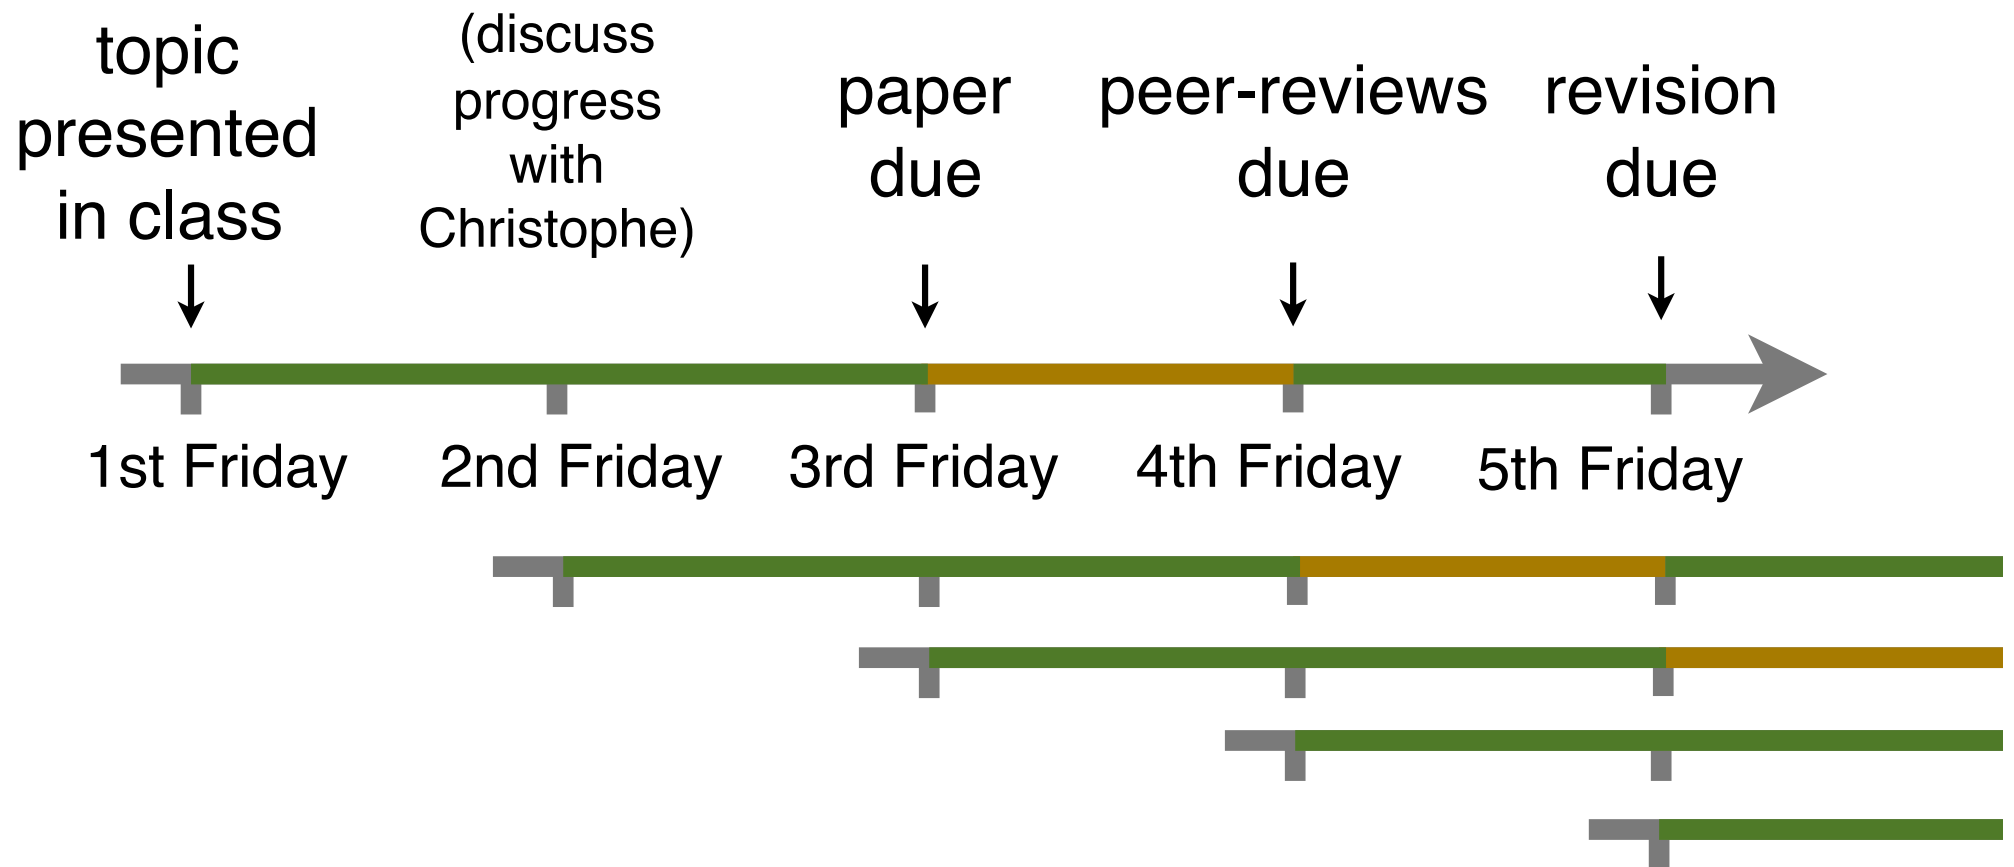 topic
presented
in class
(discuss
progress
with
Christophe)
paper
due
peer-reviews
due
revision
due
1st Friday
2nd Friday
3rd Friday
4th Friday
5th Friday